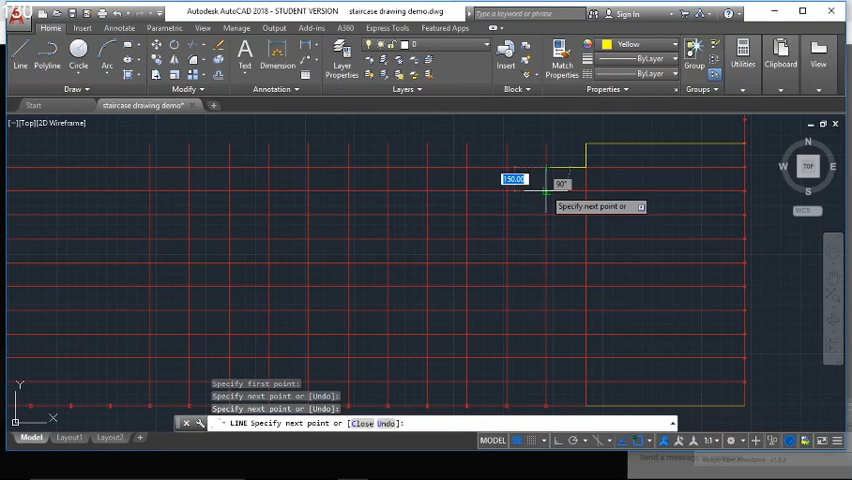 Autodesk AutoCAD 2018 - STUDENT VERSION    staircase drawing demo.dwg
Type a keyword or phrase
Sign In
Home Insert Annotate Parametric View Manage Output Add-ins A360 Express Tools Featured Apps
0
Yellow
ByLayer
ByLayer
Line Polyline Circle Arc
Text Dimension
Layer Properties
Insert
Match Properties
Group
Utilities
Clipboard
View
Draw Modify Annotation Layers Block Properties Groups
Start staircase drawing demo*
[−][Top][2D Wireframe]
N
W TOP E
S
WCS
150.00
90°
Specify next point or
Y
X
Specify first point:
Specify next point or [Undo]:
Specify next point or [Undo]:
LINE Specify next point or [Close Undo]:
Model Layout1 Layout2 +
MODEL
1:1
Send a message to